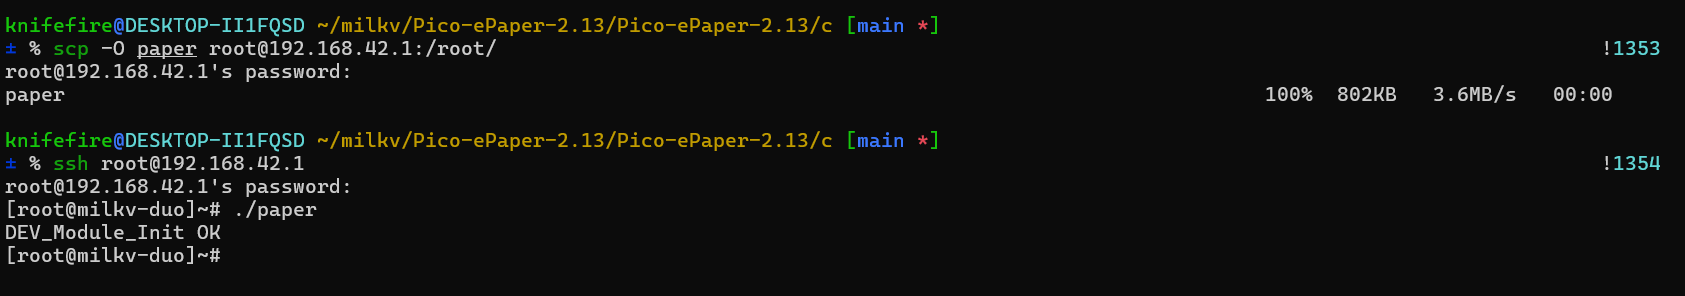 knifefire@DESKTOP-II1FQSD ~/milkv/Pico-ePaper-2.13/Pico-ePaper-2.13/c [main *]
± % scp -O paper root@192.168.42.1:/root/ !1353
root@192.168.42.1's password:
paper 100% 802KB 3.6MB/s 00:00
knifefire@DESKTOP-II1FQSD ~/milkv/Pico-ePaper-2.13/Pico-ePaper-2.13/c [main *]
± % ssh root@192.168.42.1 !1354
root@192.168.42.1's password:
[root@milkv-duo]~# ./paper
DEV_Module_Init OK
[root@milkv-duo]~#